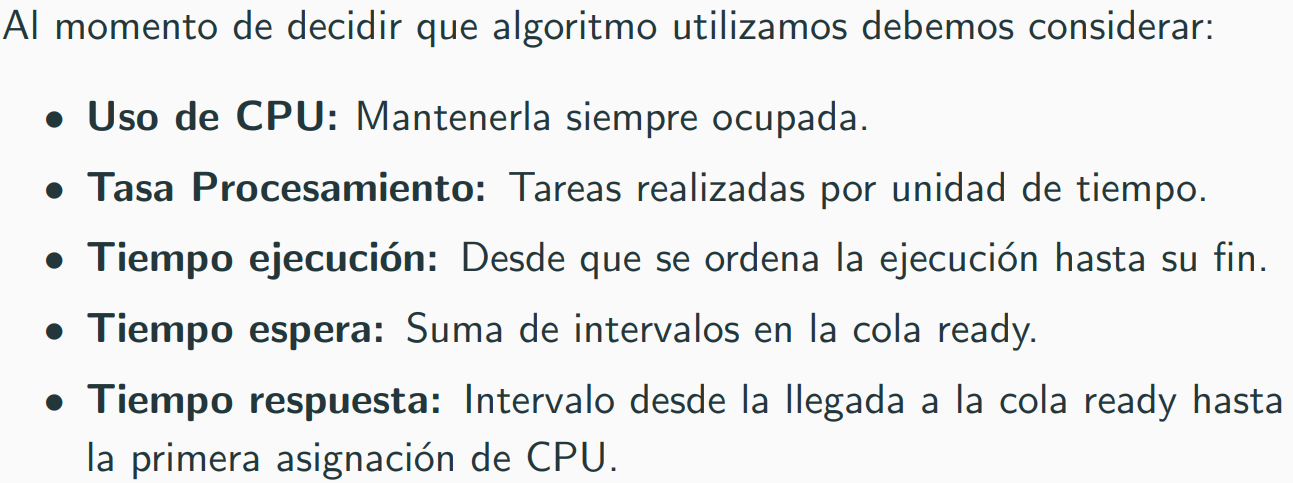 Al momento de decidir que algoritmo utilizamos debemos considerar:
• Uso de CPU: Mantenerla siempre ocupada.
• Tasa Procesamiento: Tareas realizadas por unidad de tiempo.
• Tiempo ejecución: Desde que se ordena la ejecución hasta su fin.
• Tiempo espera: Suma de intervalos en la cola ready.
• Tiempo respuesta: Intervalo desde la llegada a la cola ready hasta
la primera asignación de CPU.